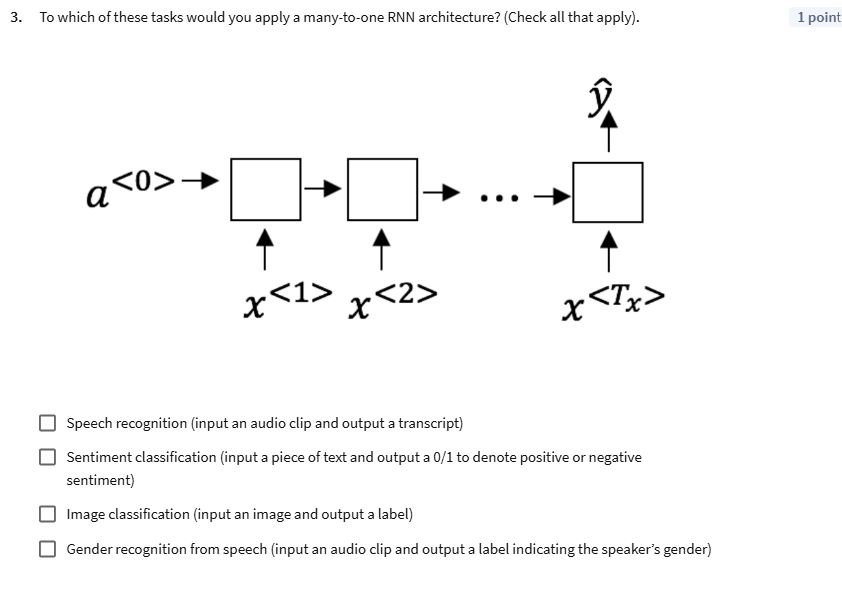 3. To which of these tasks would you apply a many-to-one RNN architecture? (Check all that apply). 1 point
ŷ
a<0>
...
x<1> x<2> x<Tx>
Speech recognition (input an audio clip and output a transcript)
Sentiment classification (input a piece of text and output a 0/1 to denote positive or negative
sentiment)
Image classification (input an image and output a label)
Gender recognition from speech (input an audio clip and output a label indicating the speaker’s gender)